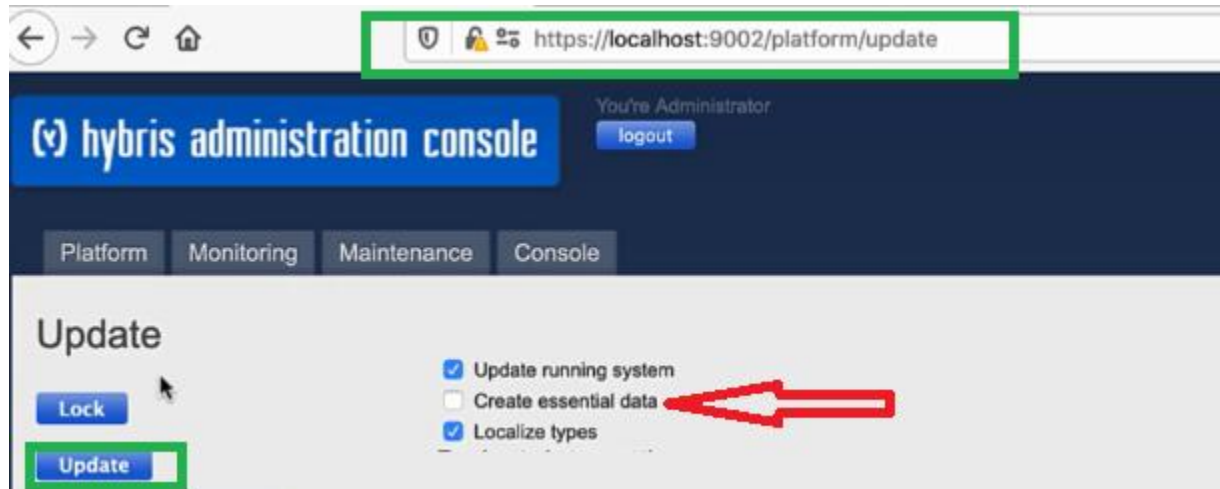 https://localhost:9002/platform/update
You're Administrator
(y) hybris administration console
logout
Platform Monitoring Maintenance Console
Update
Update running system
Lock
Create essential data
Localize types
Update